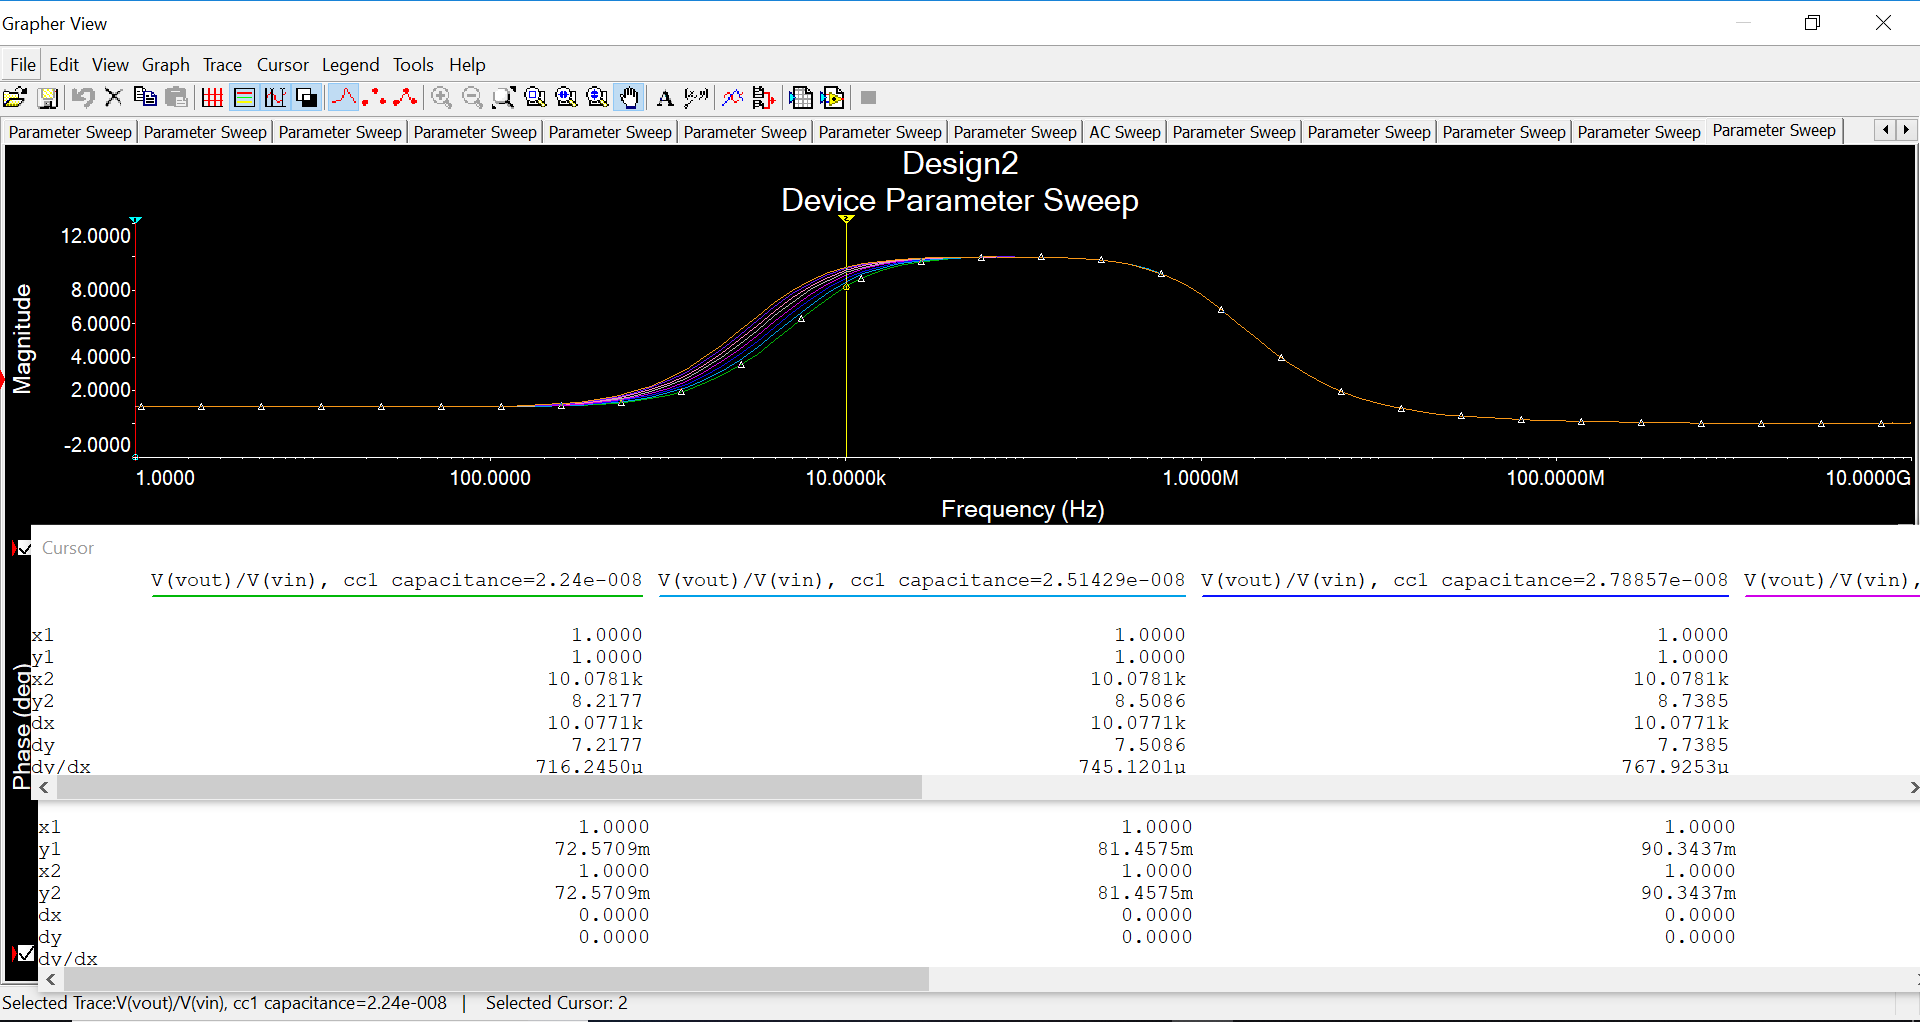 Grapher View
File Edit View Graph Trace Cursor Legend Tools Help
Parameter Sweep Parameter Sweep Parameter Sweep Parameter Sweep Parameter Sweep Parameter Sweep Parameter Sweep Parameter Sweep AC Sweep Parameter Sweep Parameter Sweep Parameter Sweep Parameter Sweep Parameter Sweep
Design2
Device Parameter Sweep
Magnitude
12.0000
8.0000
6.0000
4.0000
2.0000
-2.0000
1.0000 100.0000 10.0000k 1.0000M 100.0000M 10.0000G
Frequency (Hz)
Phase (deg)
Cursor
V(vout)/V(vin), cc1 capacitance=2.24e-008 V(vout)/V(vin), cc1 capacitance=2.51429e-008 V(vout)/V(vin), cc1 capacitance=2.78857e-008 V(vout)/V(vin),
x1 1.0000 1.0000 1.0000
y1 1.0000 1.0000 1.0000
x2 10.0781k 10.0781k 10.0781k
y2 8.2177 8.5086 8.7385
dx 10.0771k 10.0771k 10.0771k
dy 7.2177 7.5086 7.7385
dy/dx 716.2450µ 745.1201µ 767.9253µ
x1 1.0000 1.0000 1.0000
y1 72.5709m 81.4575m 90.3437m
x2 1.0000 1.0000 1.0000
y2 72.5709m 81.4575m 90.3437m
dx 0.0000 0.0000 0.0000
dy 0.0000 0.0000 0.0000
dy/dx
Selected Trace:V(vout)/V(vin), cc1 capacitance=2.24e-008 | Selected Cursor: 2